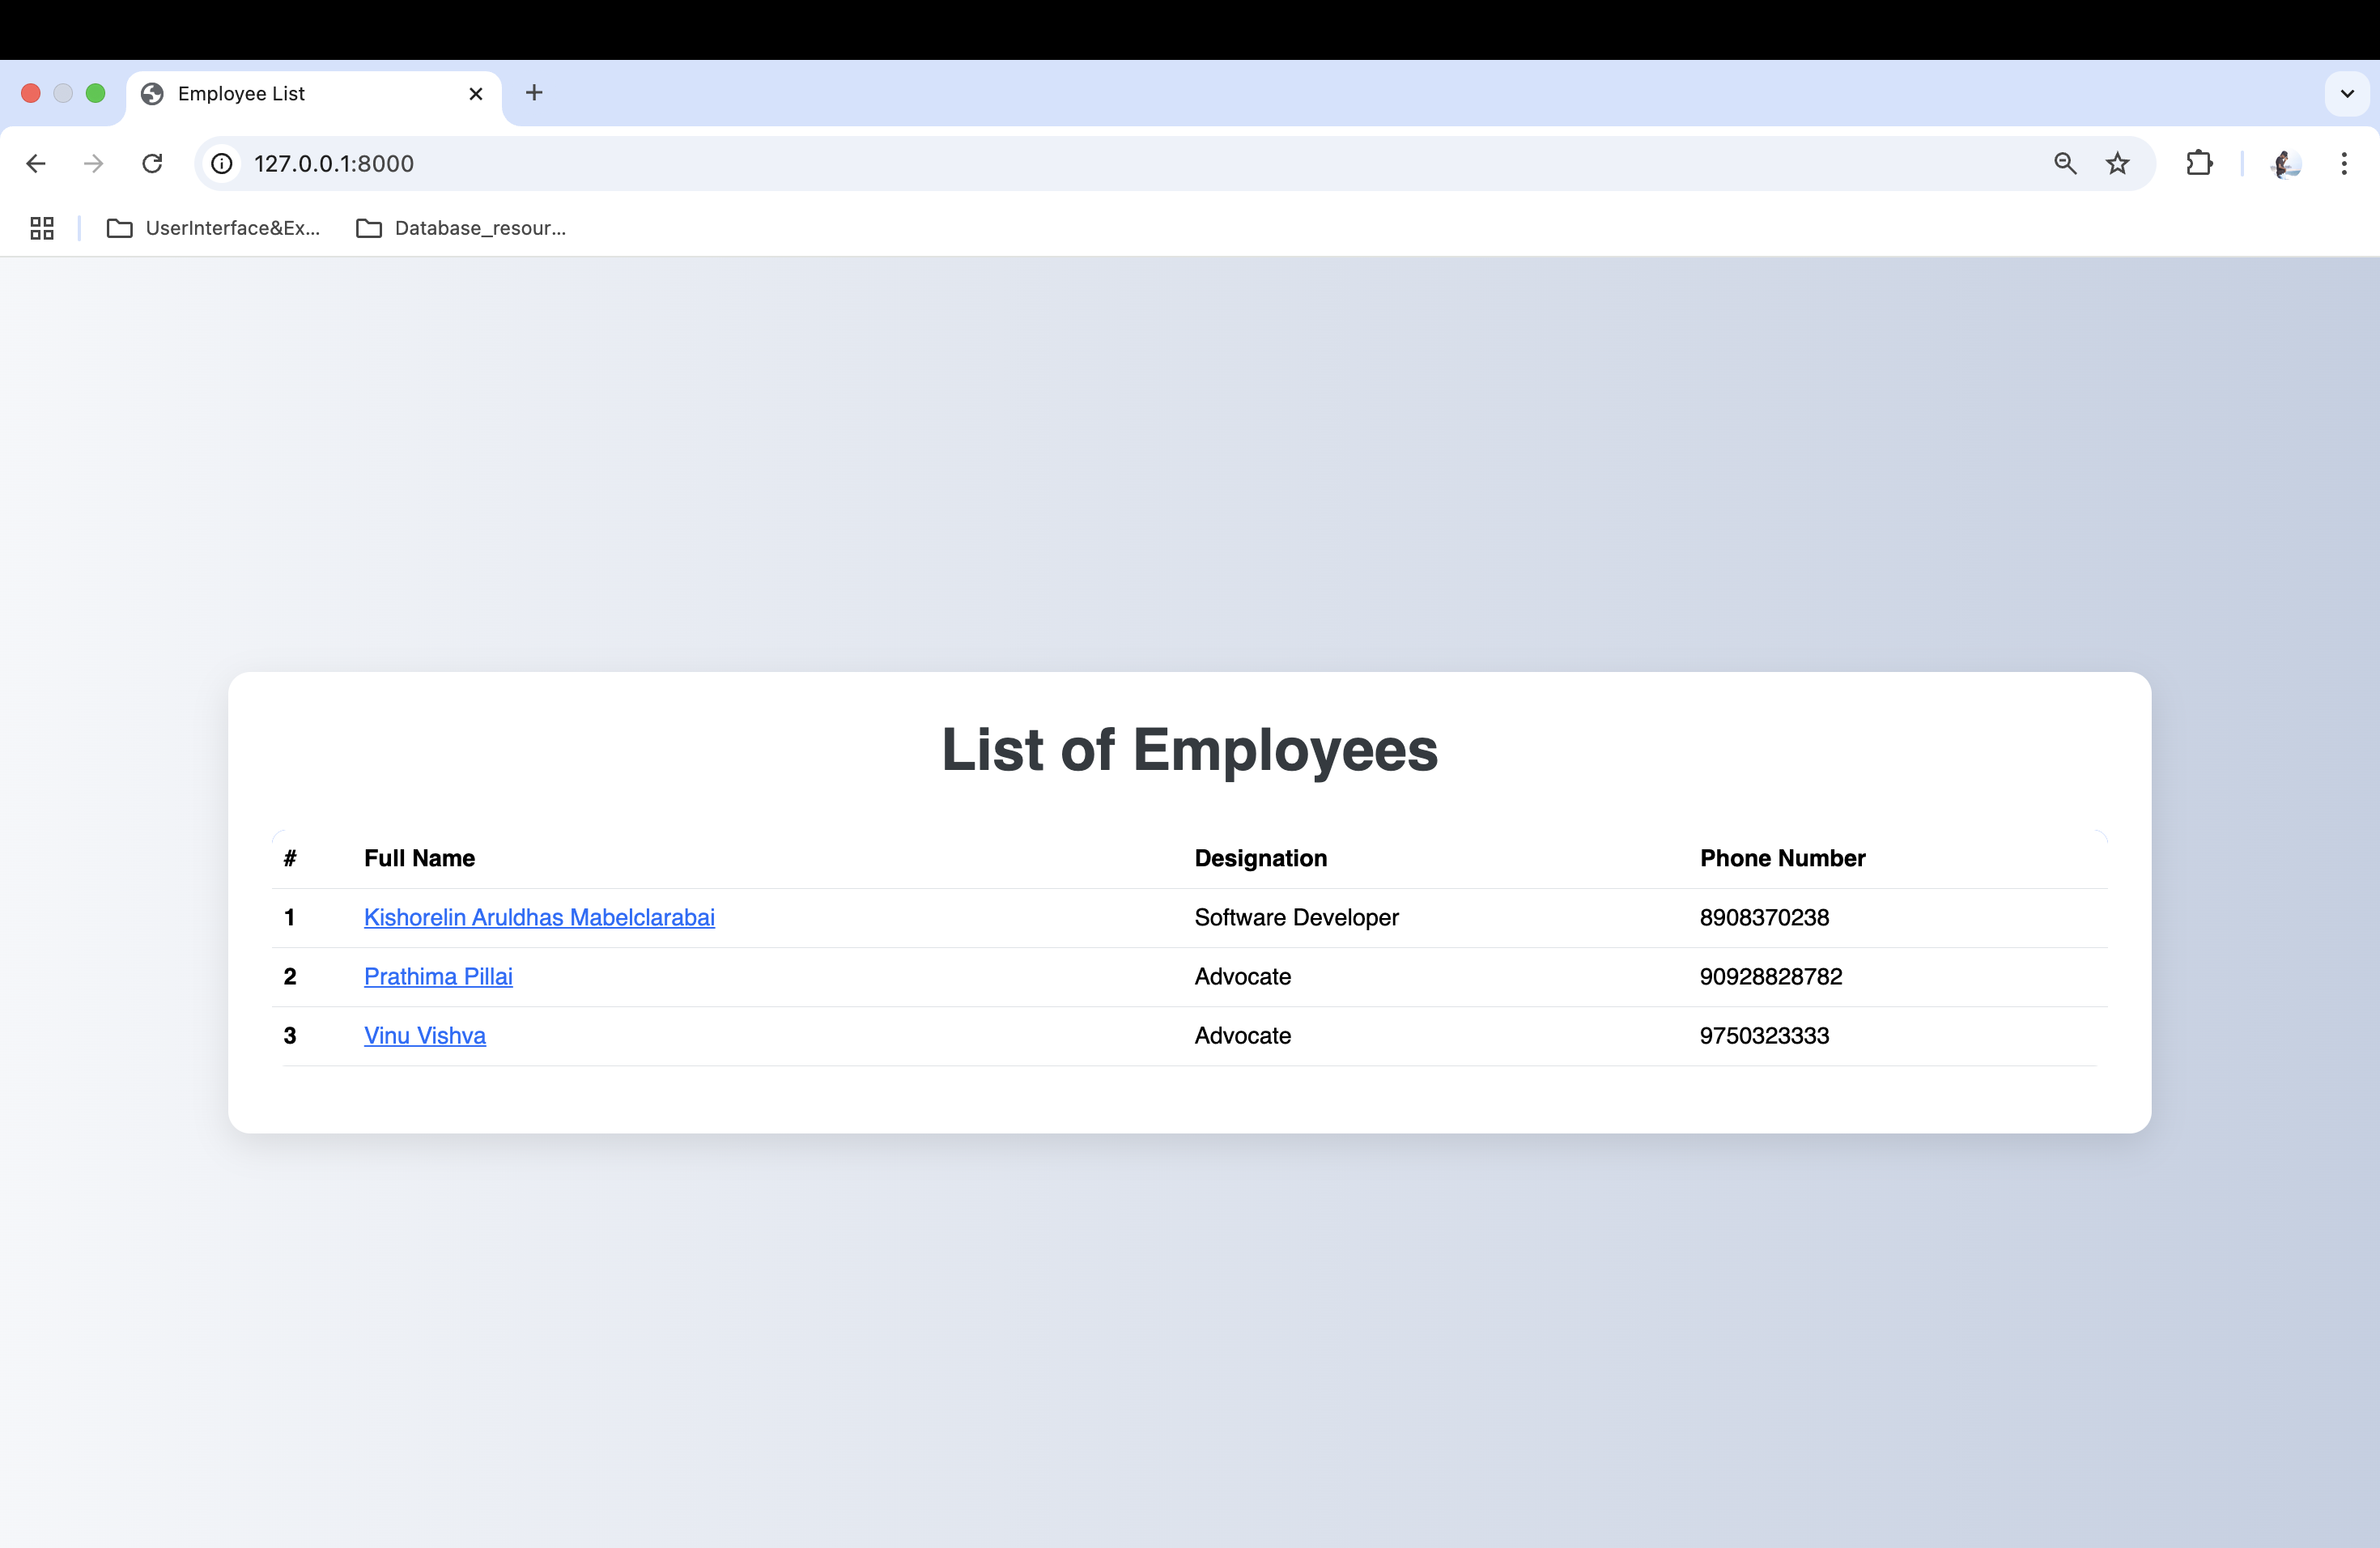 Employee List
127.0.0.1:8000
UserInterface&Ex... Database_resour...
List of Employees
# Full Name Designation Phone Number
1 Kishorelin Aruldhas Mabelclarabai Software Developer 8908370238
2 Prathima Pillai Advocate 90928828782
3 Vinu Vishva Advocate 9750323333